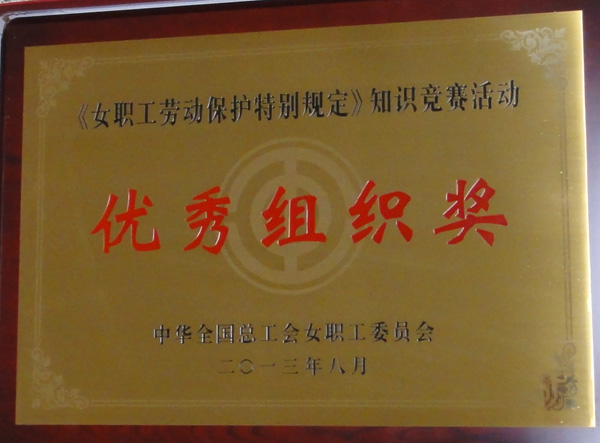 《女职工劳动保护特别规定》知识竞赛活动
优秀组织奖
中华全国总工会女职工委员会
二〇一三年八月